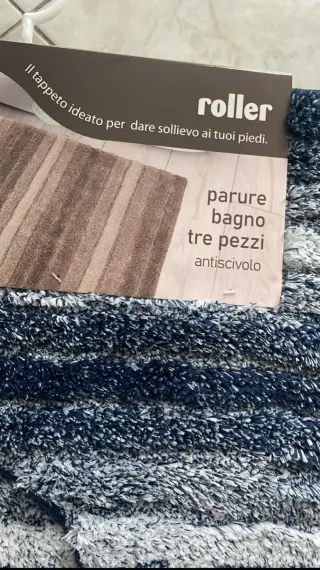 roller
Il tappeto ideato per dare sollievo ai tuoi piedi.
parure
bagno
tre pezzi
antiscivolo